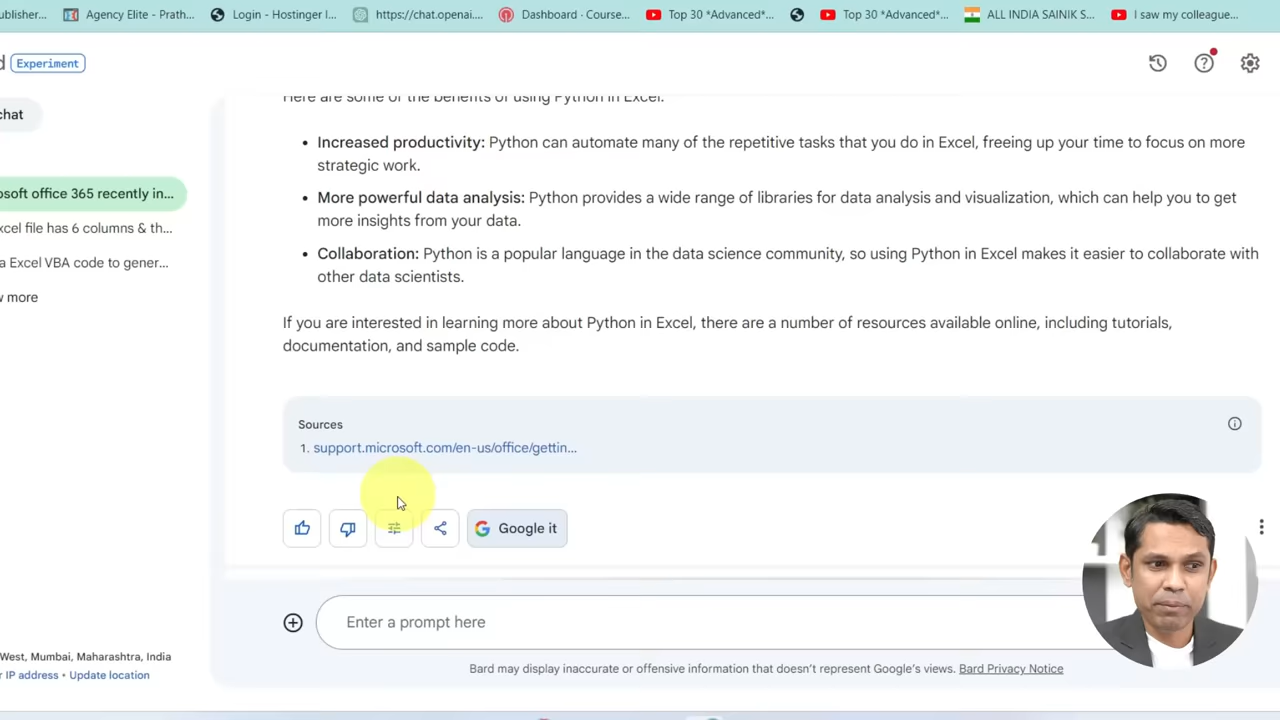 ublisher...
Agency Elite - Prath...
Login - Hostinger I...
https://chat.openai....
Dashboard · Course...
Top 30 *Advanced*...
Top 30 *Advanced*...
ALL INDIA SAINIK S...
I saw my colleague...
d Experiment
chat
Here are some of the benefits of using Python in Excel:
• Increased productivity: Python can automate many of the repetitive tasks that you do in Excel, freeing up your time to focus on more
strategic work.
osoft office 365 recently in...
• More powerful data analysis: Python provides a wide range of libraries for data analysis and visualization, which can help you to get
more insights from your data.
xcel file has 6 columns & th...
• Collaboration: Python is a popular language in the data science community, so using Python in Excel makes it easier to collaborate with
other data scientists.
a Excel VBA code to gener...
w more
If you are interested in learning more about Python in Excel, there are a number of resources available online, including tutorials,
documentation, and sample code.
Sources
1. support.microsoft.com/en-us/office/gettin...
Google it
Enter a prompt here
West, Mumbai, Maharashtra, India
r IP address • Update location
Bard may display inaccurate or offensive information that doesn't represent Google's views. Bard Privacy Notice